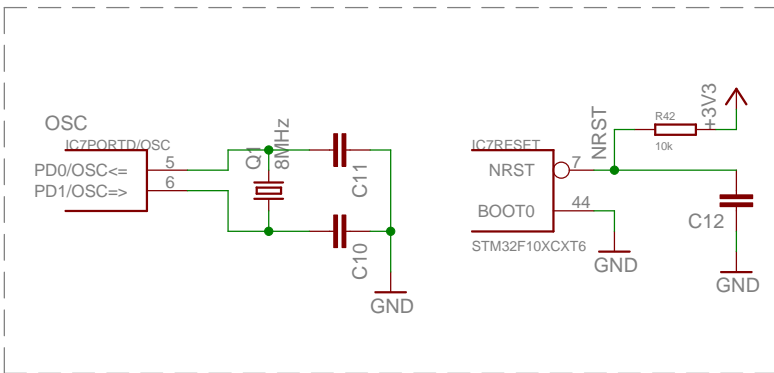 OSC
IC7PORTD/OSC
PD0/OSC<=
5
PD1/OSC=>
6
Q1
8MHz
C11
C10
GND
IC7RESET
NRST
7
BOOT0
44
STM32F10XCXT6
GND
NRST
R42
10k
+3V3
C12
GND